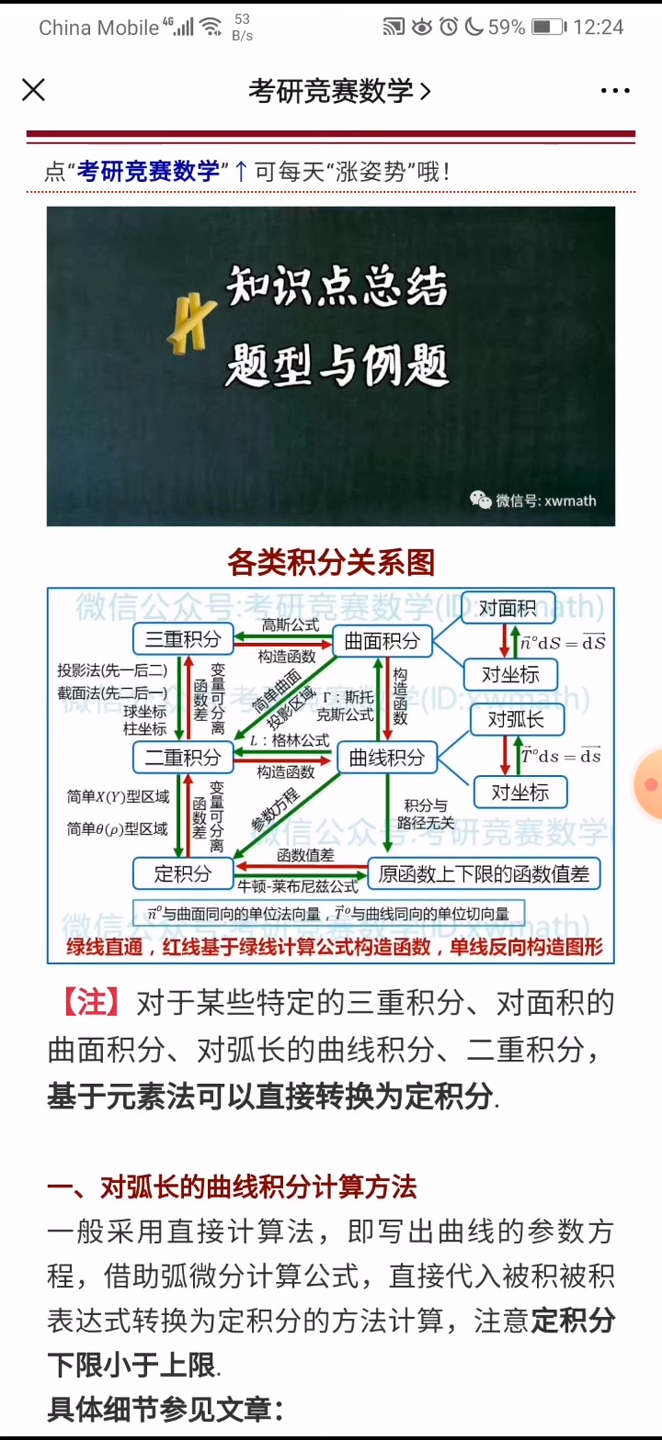 China Mobile 4G 53 B/s 59% 12:24
考研竞赛数学
点“考研竞赛数学”↑可每天“涨姿势”哦!
知识点总结
题型与例题
微信号: xwmath
各类积分关系图
微信公众号:考研竞赛数学(ID:xwmath)
三重积分
高斯公式
构造函数
曲面积分
对面积
n⃗°dS = dS⃗
对坐标
投影法(先一后二)
截面法(先二后一)
球坐标
柱坐标
变量可分离
函数差
简单曲面
投影区域
Γ:斯托
克斯公式
构造函数
二重积分
L:格林公式
构造函数
曲线积分
对弧长
T⃗°ds = ds⃗
对坐标
简单X(Y)型区域
简单θ(ρ)型区域
变量可分离
函数差
参数方程
积分与
路径无关
定积分
函数值差
牛顿-莱布尼兹公式
原函数上下限的函数值差
n⃗°与曲面同向的单位法向量,T⃗°与曲线同向的单位切向量
绿线直通,红线基于绿线计算公式构造函数,单线反向构造图形
【注】对于某些特定的三重积分、对面积的
曲面积分、对弧长的曲线积分、二重积分,
基于元素法可以直接转换为定积分.
一、对弧长的曲线积分计算方法
一般采用直接计算法,即写出曲线的参数方
程,借助弧微分计算公式,直接代入被积被积
表达式转换为定积分的方法计算,注意定积分
下限小于上限.
具体细节参见文章: